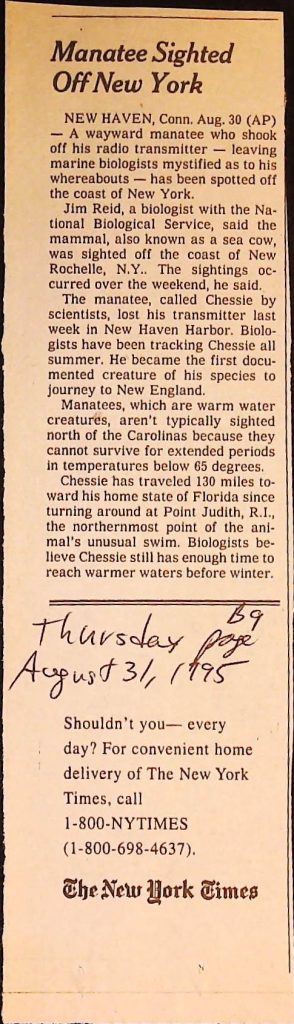 Manatee Sighted
Off New York
NEW HAVEN, Conn. Aug. 30 (AP)
— A wayward manatee who shook
off his radio transmitter — leaving
marine biologists mystified as to his
whereabouts — has been spotted off
the coast of New York.
Jim Reid, a biologist with the Na-
tional Biological Service, said the
mammal, also known as a sea cow,
was sighted off the coast of New
Rochelle, N.Y.. The sightings oc-
curred over the weekend, he said.
The manatee, called Chessie by
scientists, lost his transmitter last
week in New Haven Harbor. Biolo-
gists have been tracking Chessie all
summer. He became the first docu-
mented creature of his species to
journey to New England.
Manatees, which are warm water
creatures, aren't typically sighted
north of the Carolinas because they
cannot survive for extended periods
in temperatures below 65 degrees.
Chessie has traveled 130 miles to-
ward his home state of Florida since
turning around at Point Judith, R.I.,
the northernmost point of the ani-
mal's unusual swim. Biologists be-
lieve Chessie still has enough time to
reach warmer waters before winter.
B9
Thursday page
August 31, 1995
Shouldn't you— every
day? For convenient home
delivery of The New York
Times, call
1-800-NYTIMES
(1-800-698-4637).
The New York Times